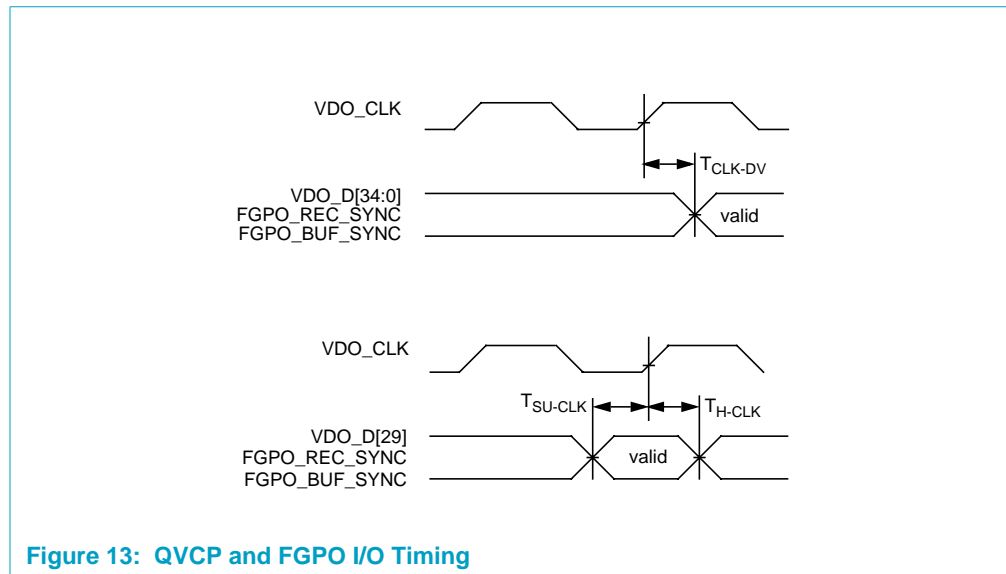 VDO_CLK
TCLK-DV
VDO_D[34:0]
FGPO_REC_SYNC
valid
FGPO_BUF_SYNC
VDO_CLK
TSU-CLK
TH-CLK
VDO_D[29]
FGPO_REC_SYNC
valid
FGPO_BUF_SYNC
Figure 13: QVCP and FGPO I/O Timing